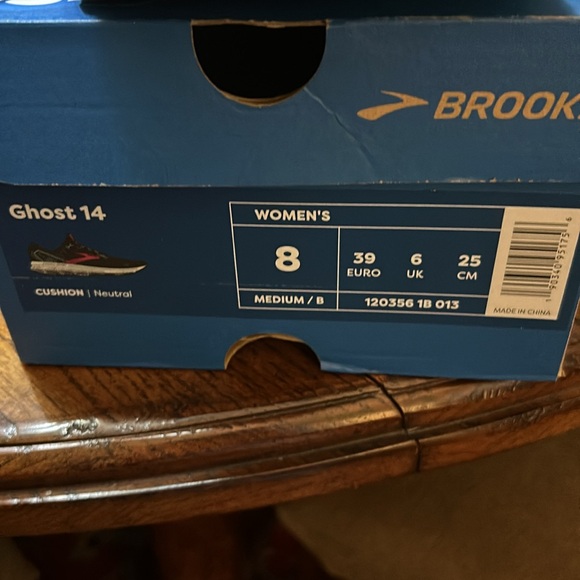 BROOK
Ghost 14
CUSHION | Neutral
WOMEN'S
8
39 6 25
EURO UK CM
MEDIUM / B 120356 1B 013
MADE IN CHINA